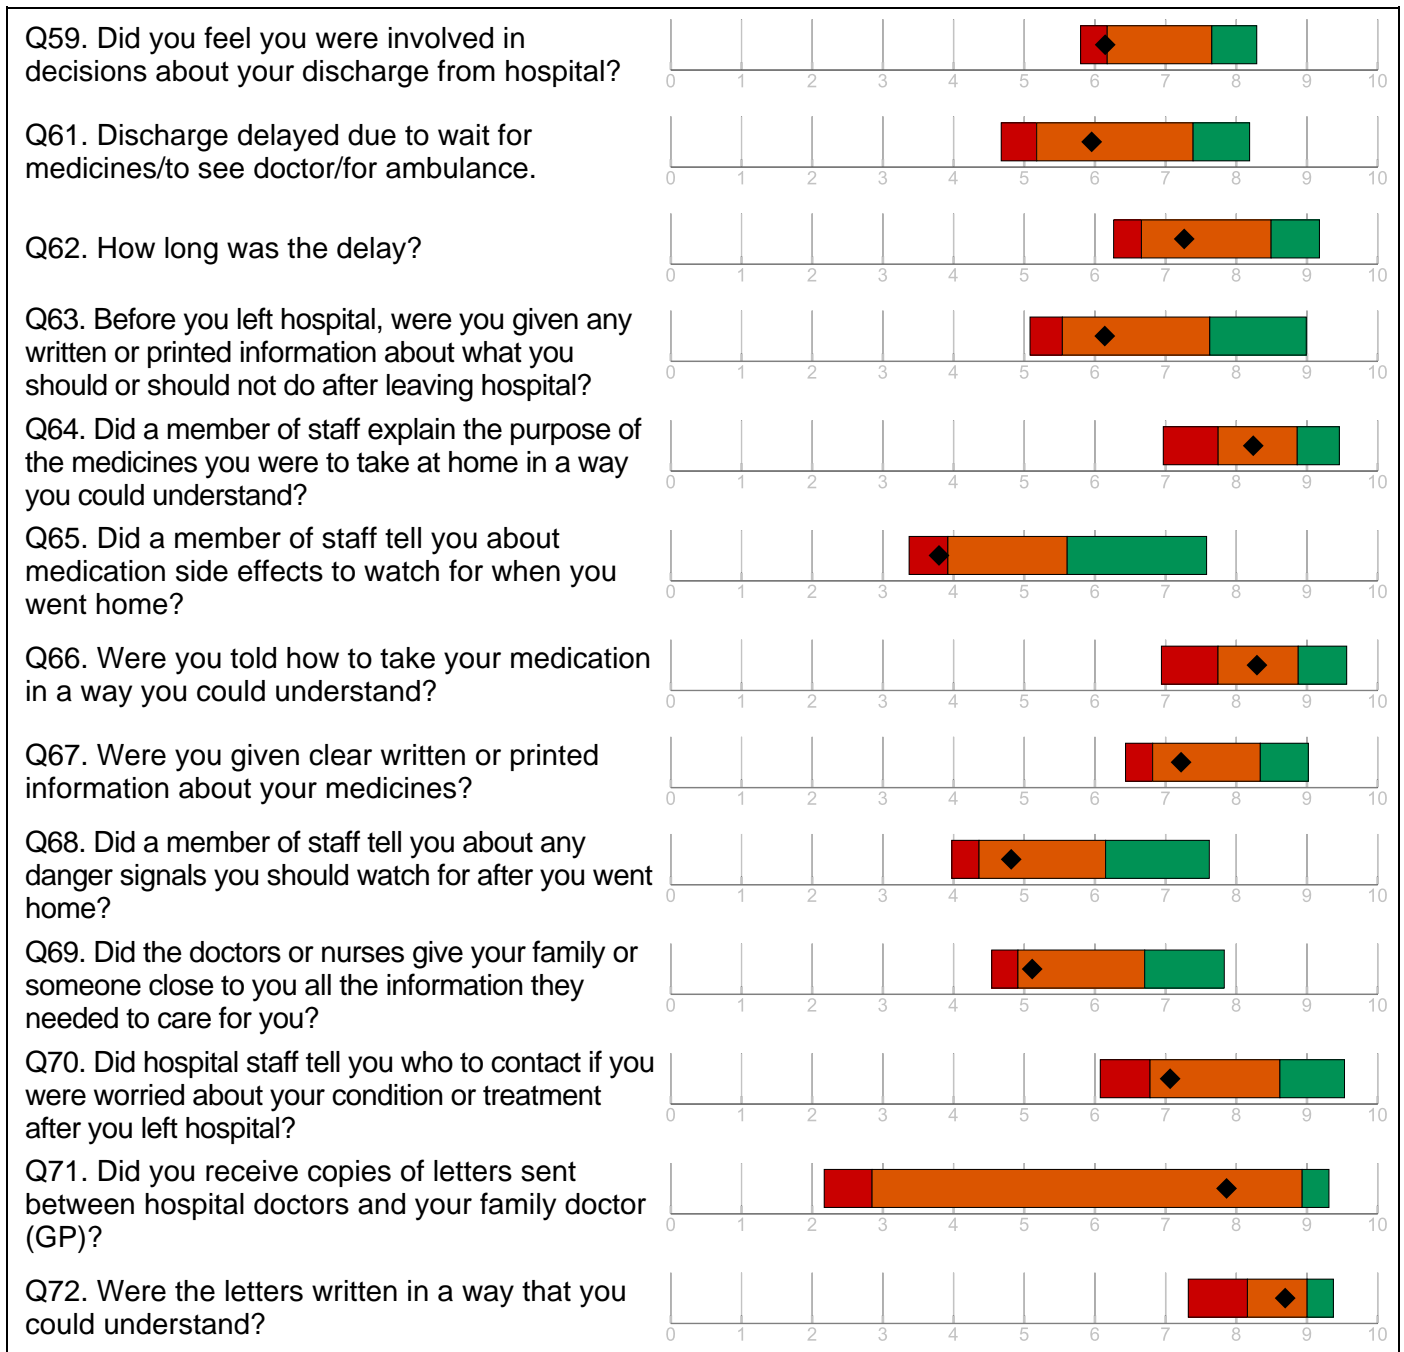 Q59. Did you feel you were involved in
decisions about your discharge from hospital?
0 1 2 3 4 5 6 7 8 9 10
Q61. Discharge delayed due to wait for
medicines/to see doctor/for ambulance.
0 1 2 3 4 5 6 7 8 9 10
Q62. How long was the delay?
0 1 2 3 4 5 6 7 8 9 10
Q63. Before you left hospital, were you given any
written or printed information about what you
should or should not do after leaving hospital?
0 1 2 3 4 5 6 7 8 9 10
Q64. Did a member of staff explain the purpose of
the medicines you were to take at home in a way
you could understand?
0 1 2 3 4 5 6 7 8 9 10
Q65. Did a member of staff tell you about
medication side effects to watch for when you
went home?
0 1 2 3 4 5 6 7 8 9 10
Q66. Were you told how to take your medication
in a way you could understand?
0 1 2 3 4 5 6 7 8 9 10
Q67. Were you given clear written or printed
information about your medicines?
0 1 2 3 4 5 6 7 8 9 10
Q68. Did a member of staff tell you about any
danger signals you should watch for after you went
home?
0 1 2 3 4 5 6 7 8 9 10
Q69. Did the doctors or nurses give your family or
someone close to you all the information they
needed to care for you?
0 1 2 3 4 5 6 7 8 9 10
Q70. Did hospital staff tell you who to contact if you
were worried about your condition or treatment
after you left hospital?
0 1 2 3 4 5 6 7 8 9 10
Q71. Did you receive copies of letters sent
between hospital doctors and your family doctor
(GP)?
0 1 2 3 4 5 6 7 8 9 10
Q72. Were the letters written in a way that you
could understand?
0 1 2 3 4 5 6 7 8 9 10